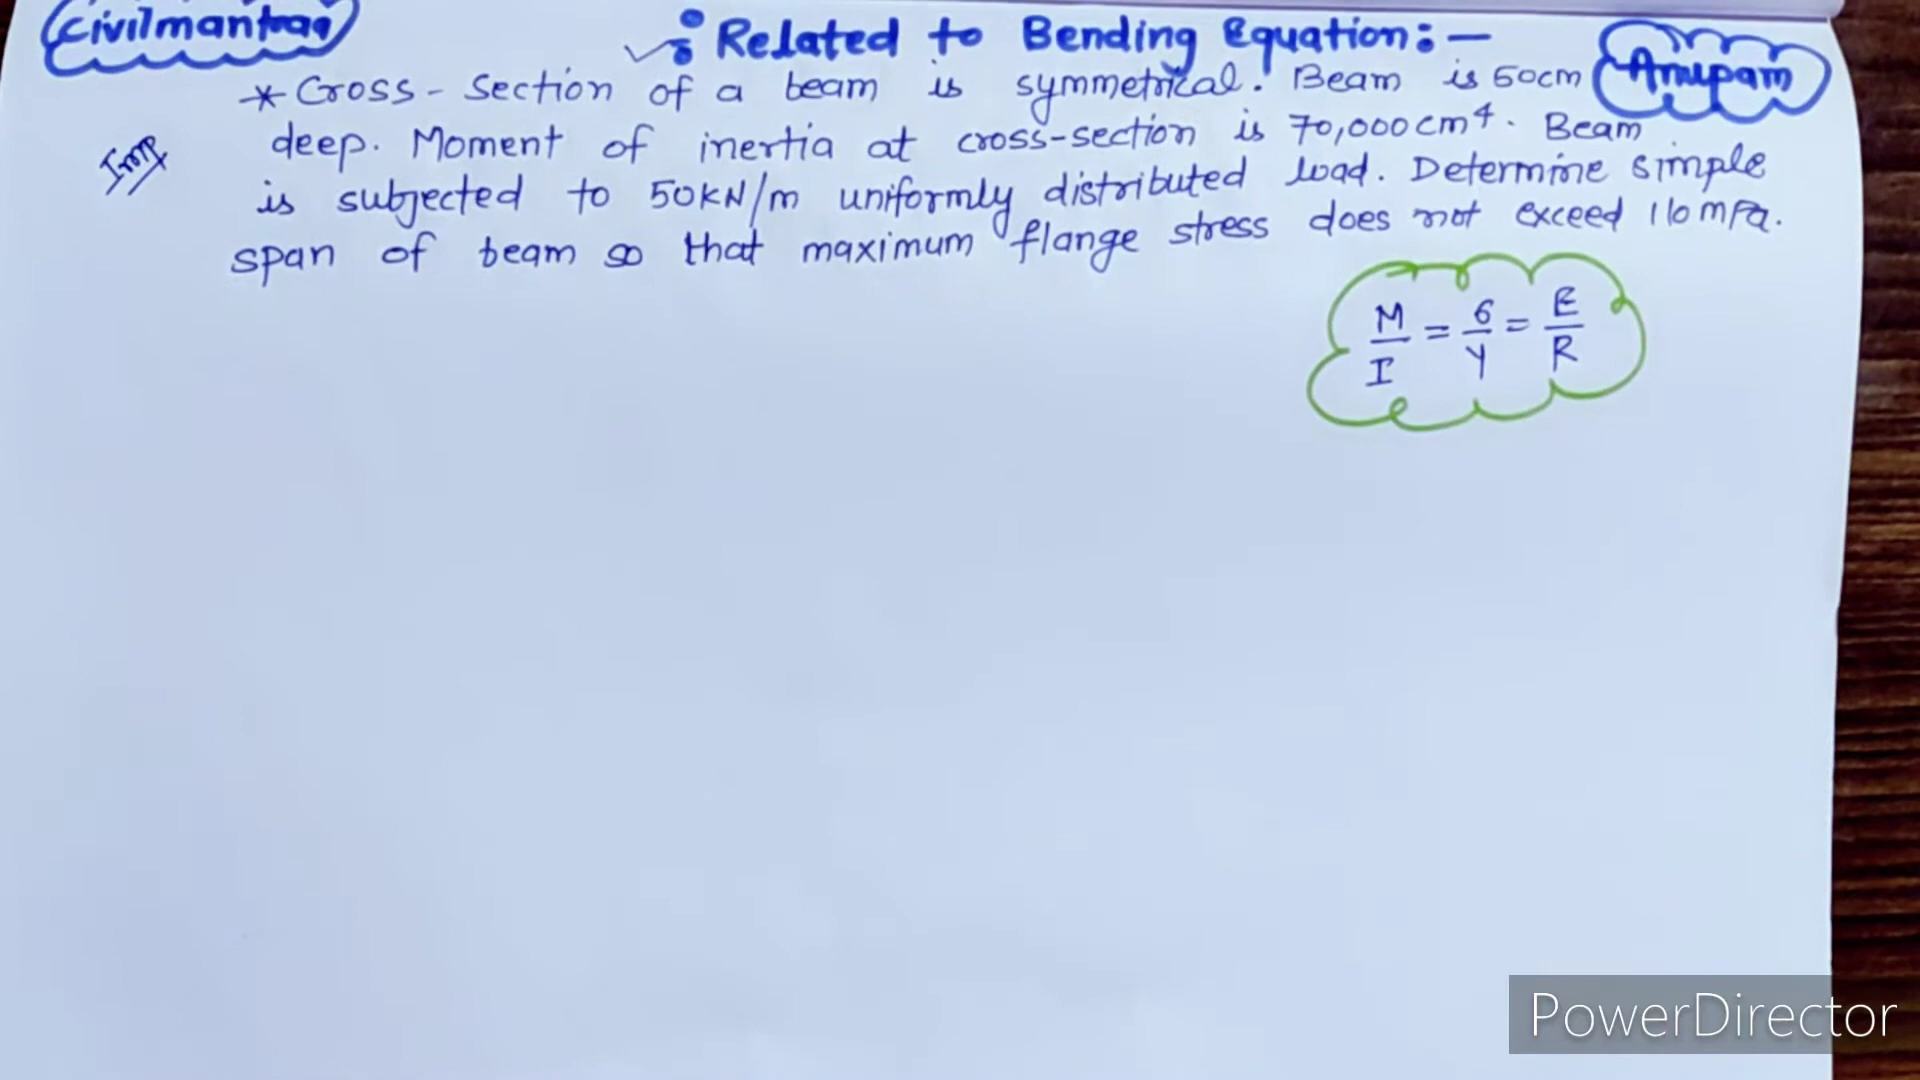 Civilmantraa
Related to Bending Equation:-
Anupam
* Cross-section of a beam is symmetrical. Beam is 50cm
Imp
deep. Moment of inertia at cross-section is 70,000cm⁴. Beam
is subjected to 50KN/m uniformly distributed load. Determine simple
span of beam so that maximum flange stress does not exceed 110MPa.
M/I = б/Y = E/R
PowerDirector